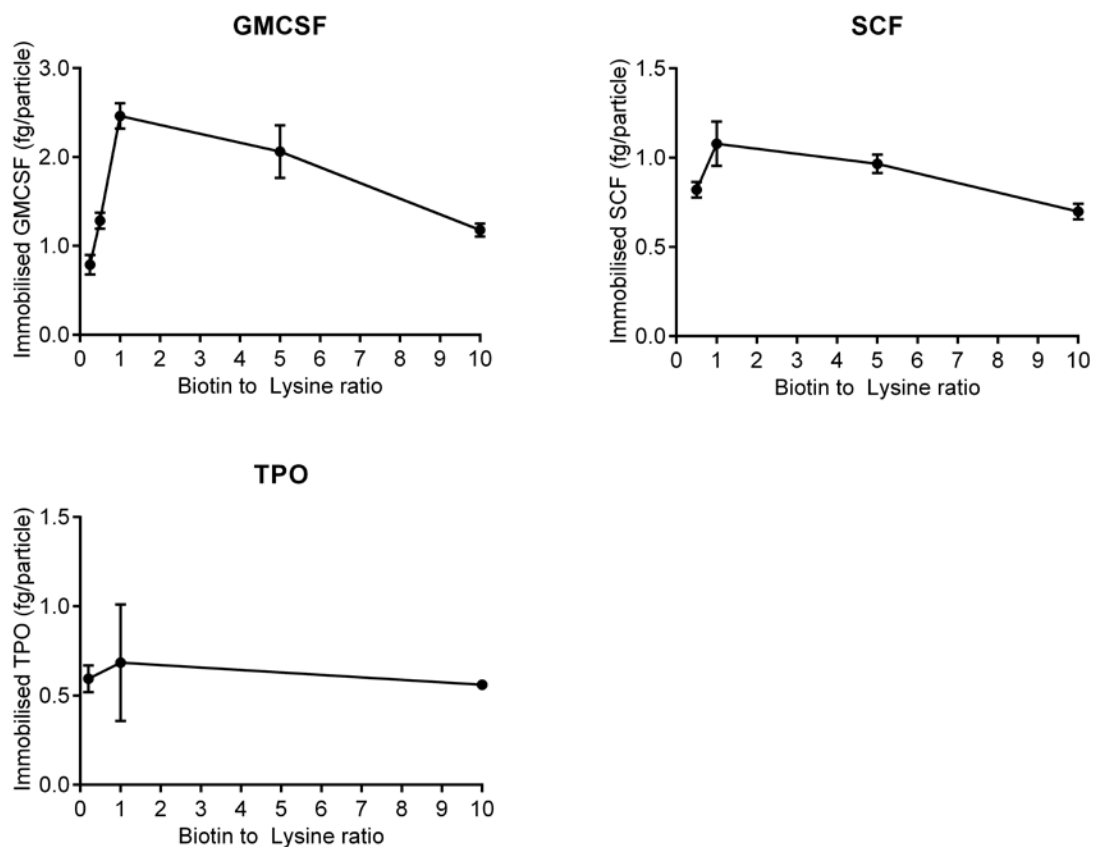 GMCSF
Immobilised GMCSF (fg/particle)
3.0
2.0
1.0
0.0
0 1 2 3 4 5 6 7 8 9 10
Biotin to Lysine ratio
SCF
Immobilised SCF (fg/particle)
1.5
1.0
0.5
0.0
0 1 2 3 4 5 6 7 8 9 10
Biotin to Lysine ratio
TPO
Immobilised TPO (fg/particle)
1.5
1.0
0.5
0.0
0 1 2 3 4 5 6 7 8 9 10
Biotin to Lysine ratio